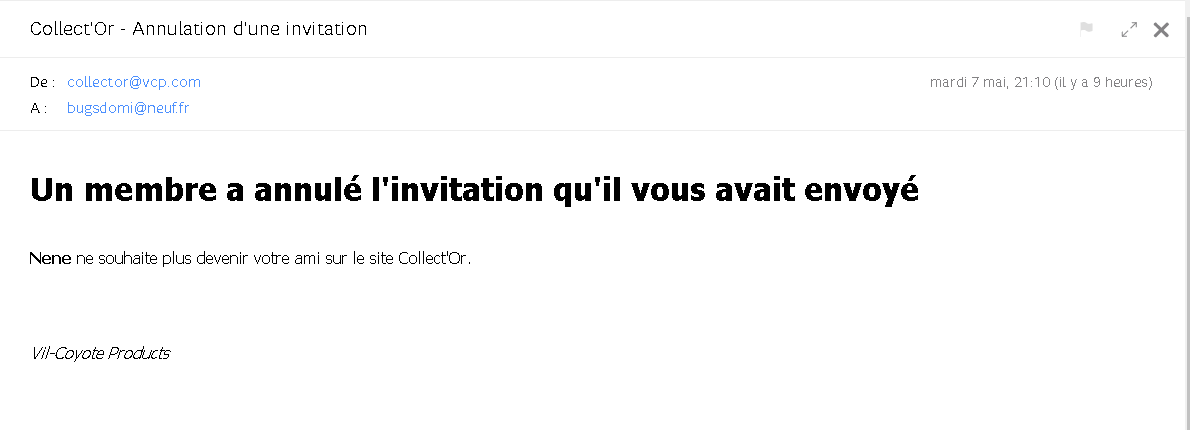 Collect'Or - Annulation d'une invitation
De : collector@vcp.com mardi 7 mai, 21:10 (il y a 9 heures)
A : bugsdomi@neuf.fr
Un membre a annulé l'invitation qu'il vous avait envoyé
Nene ne souhaite plus devenir votre ami sur le site Collect'Or.
Vil-Coyote Products